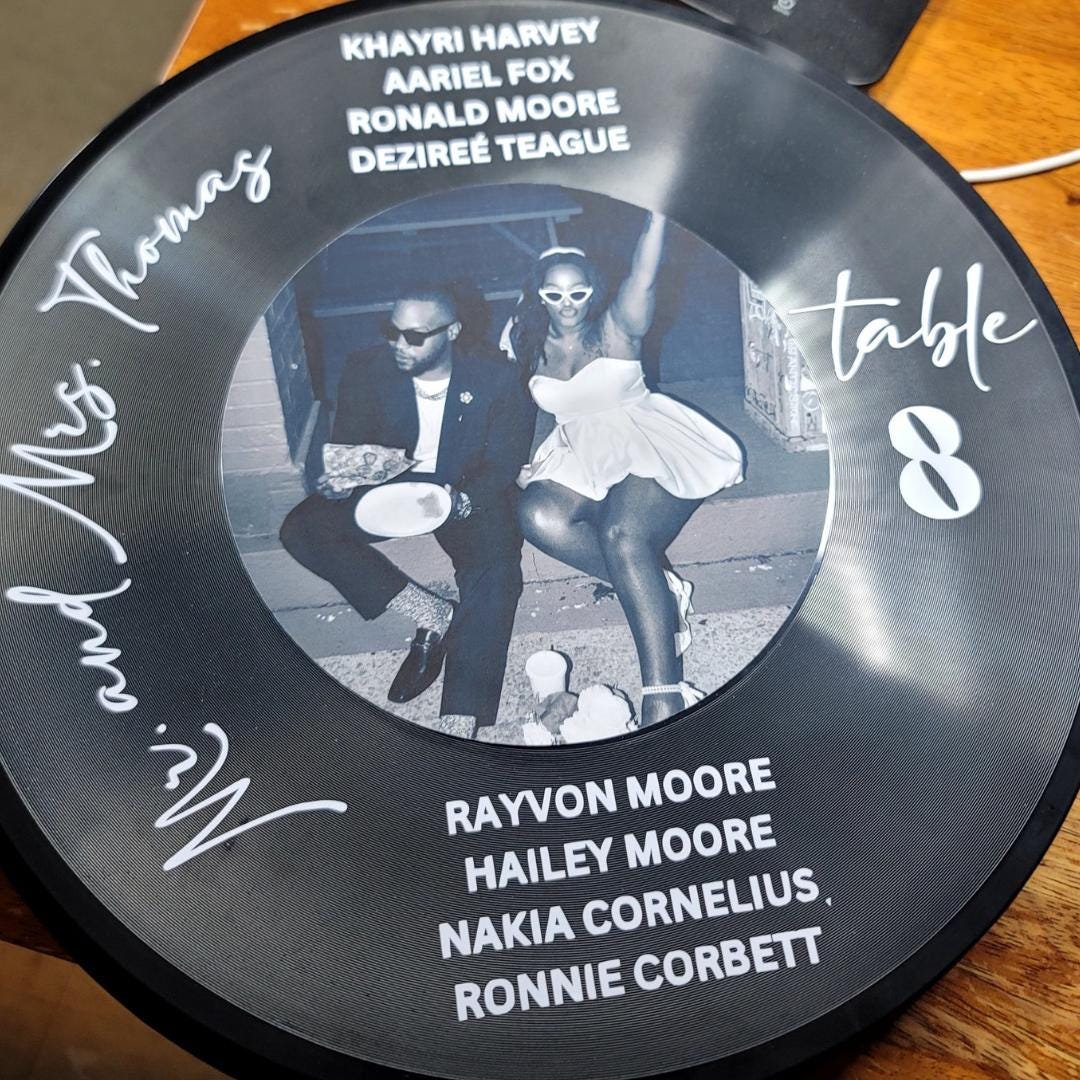 KHAYRI HARVEY
AARIEL FOX
RONALD MOORE
DEZIREÉ TEAGUE
Mr. and Mrs. Thomas
table
8
RAYVON MOORE
HAILEY MOORE
NAKIA CORNELIUS,
RONNIE CORBETT